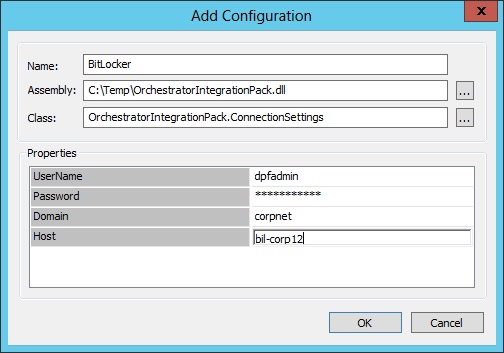 Add Configuration
x
Name: BitLocker
Assembly: C:\Temp\OrchestratorIntegrationPack.dll ...
Class: OrchestratorIntegrationPack.ConnectionSettings ...
Properties
UserName dpfadmin
Password ***********
Domain corpnet
Host bil-corp12
OK Cancel